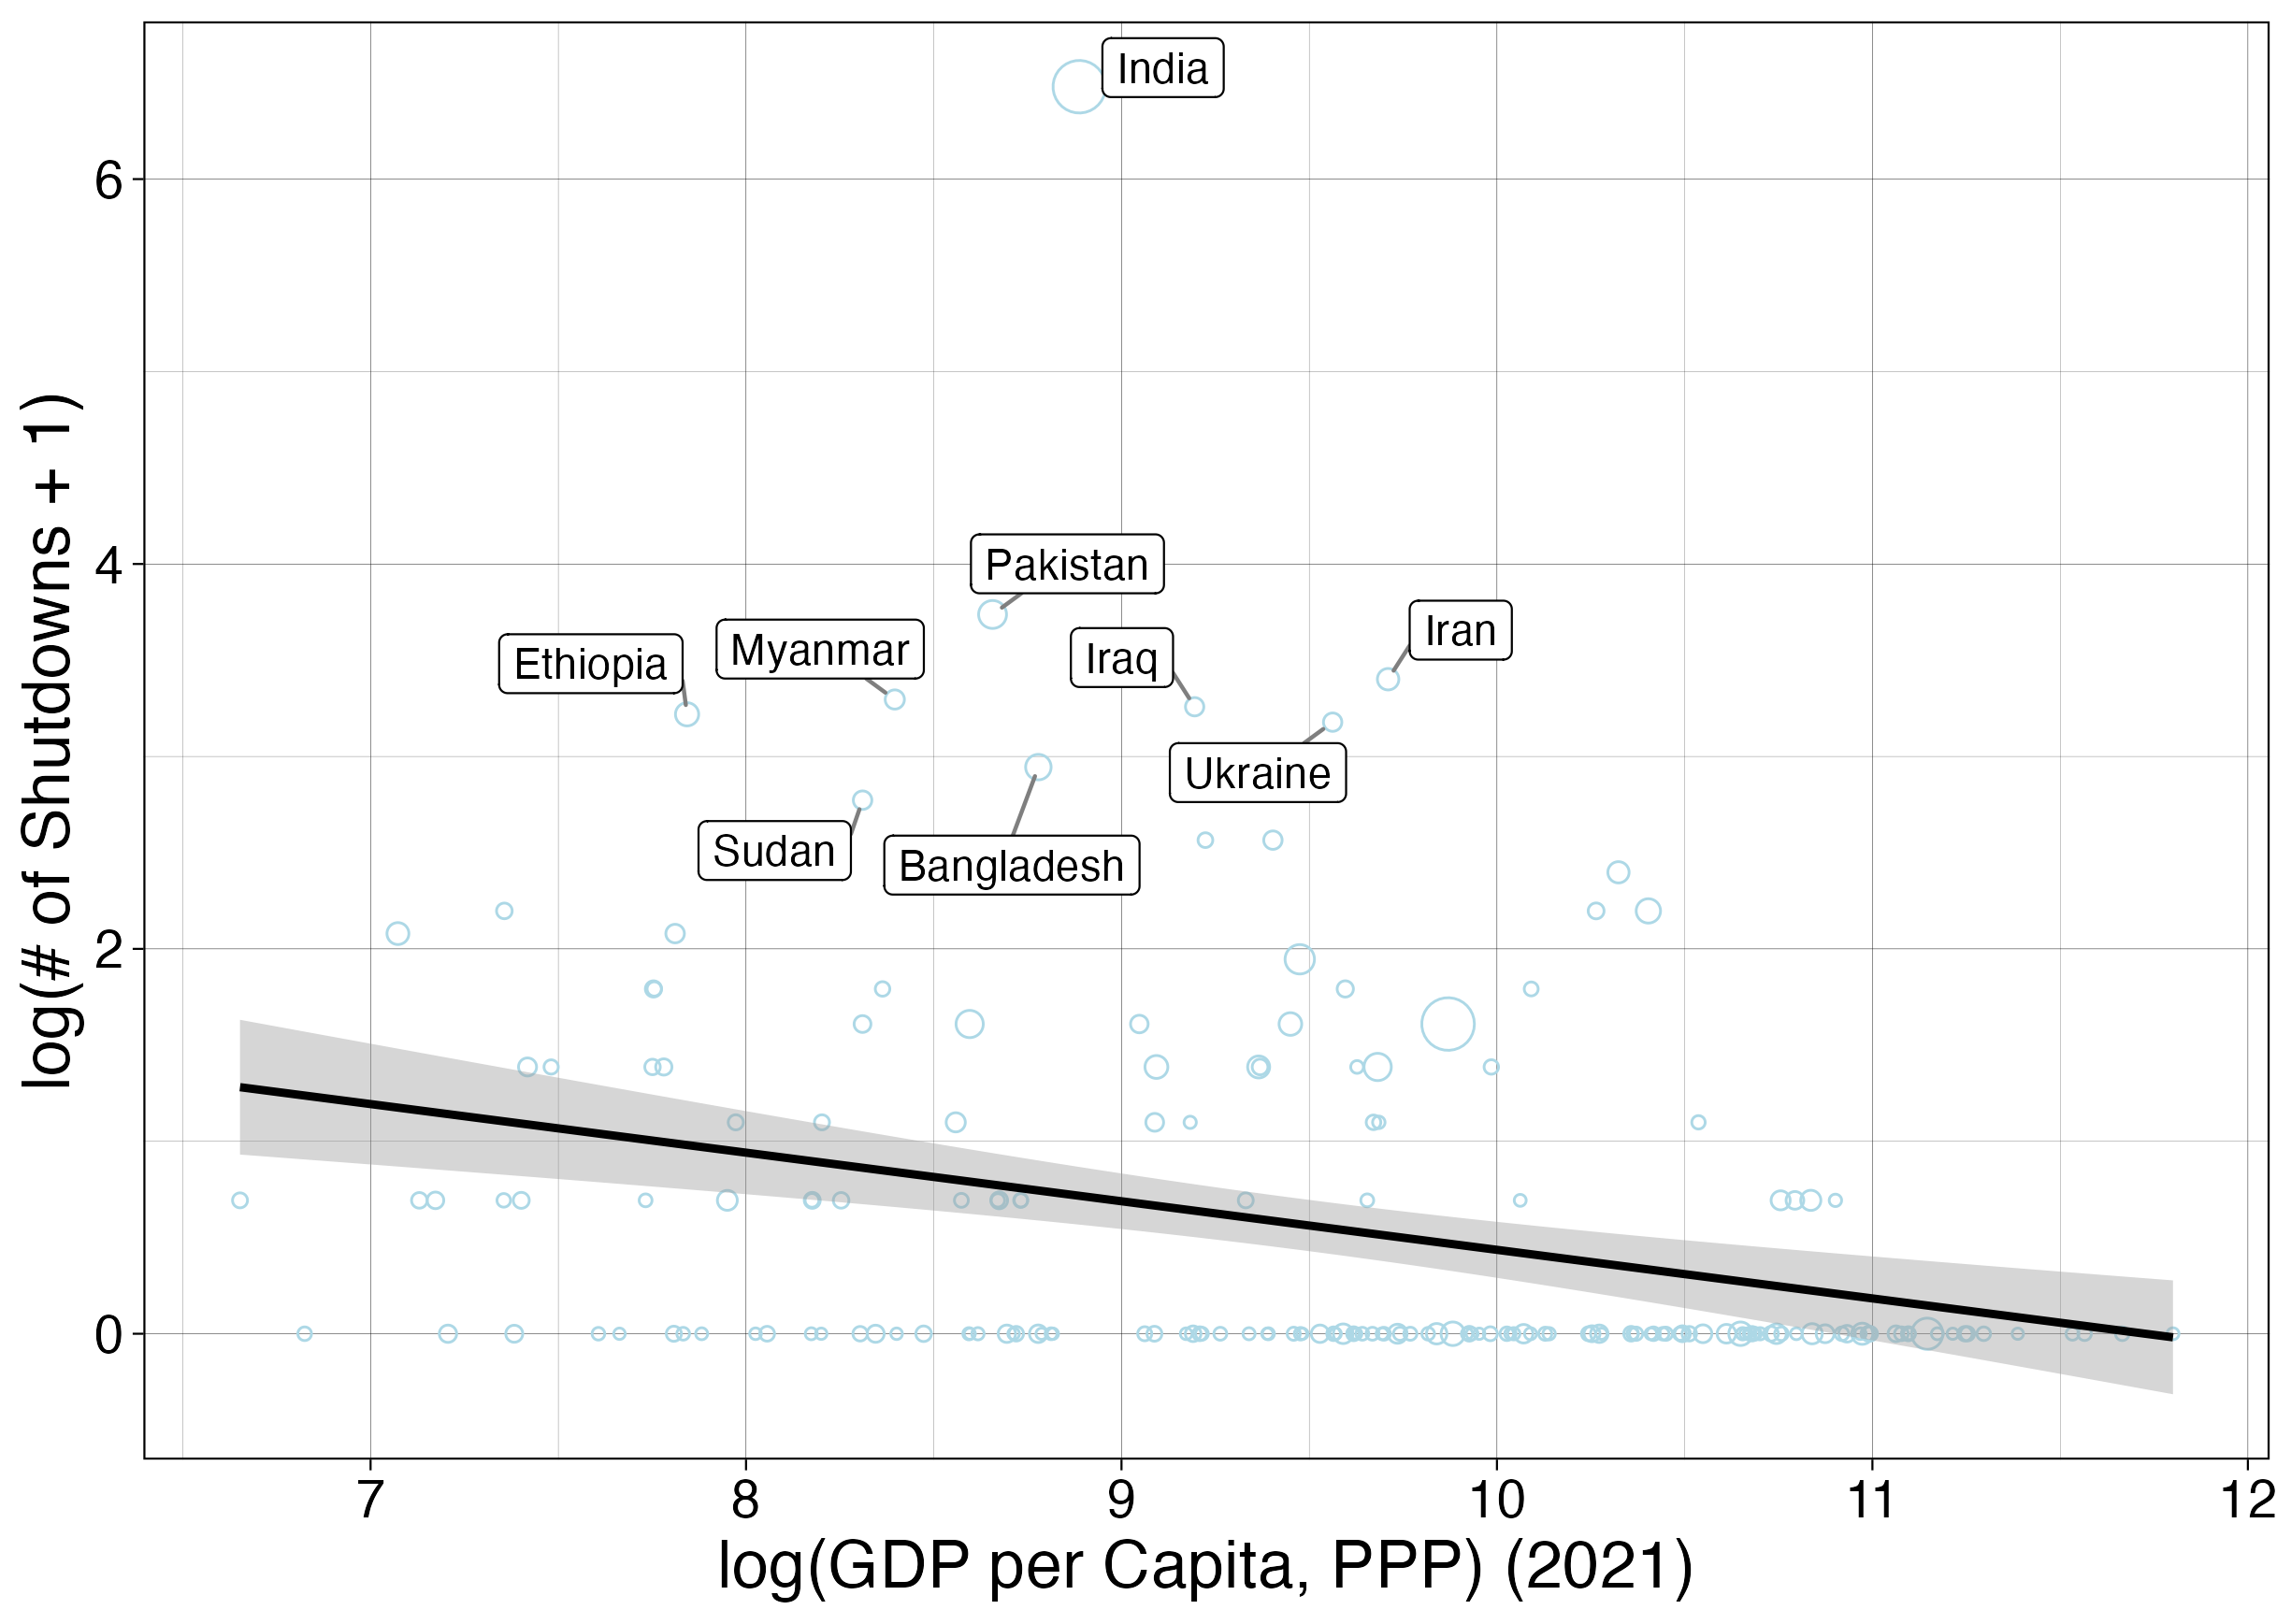 India
6
Pakistan
4
Iran
Myanmar
Iraq
Ethiopia
Ukraine
Sudan
Bangladesh
2
0
log(# of Shutdowns + 1)
7 8 9 10 11 12
log(GDP per Capita, PPP) (2021)